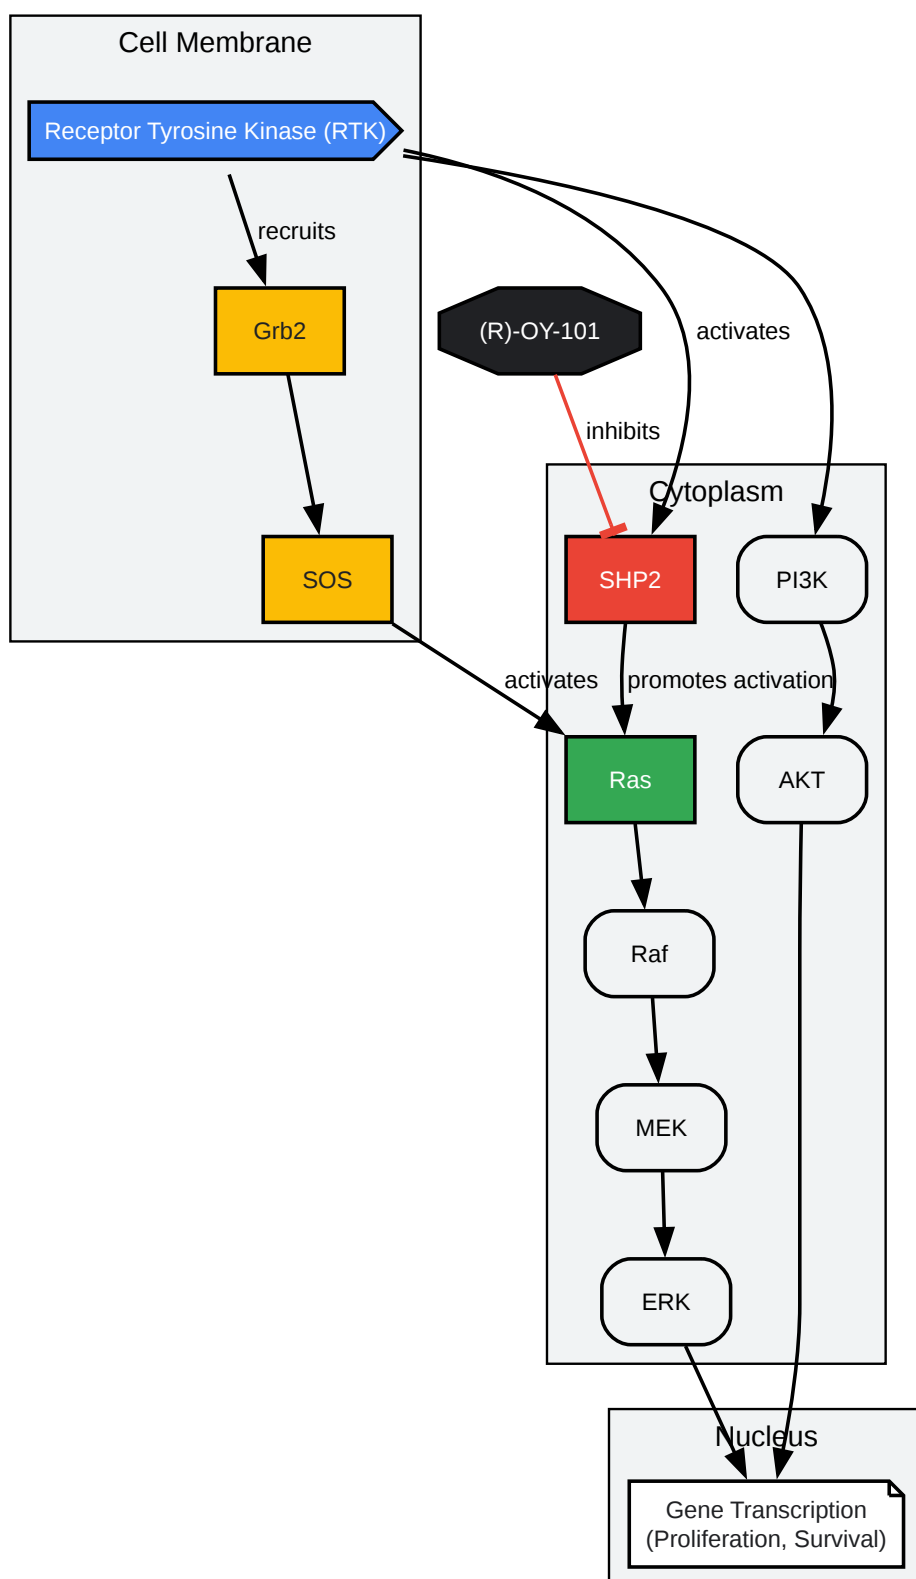 Cell Membrane
Receptor Tyrosine Kinase (RTK)
recruits
Grb2
(R)-OY-101
activates
inhibits
Cytoplasm
SOS
SHP2
PI3K
activates
promotes activation
Ras
AKT
Raf
MEK
ERK
Nucleus
Gene Transcription
(Proliferation, Survival)